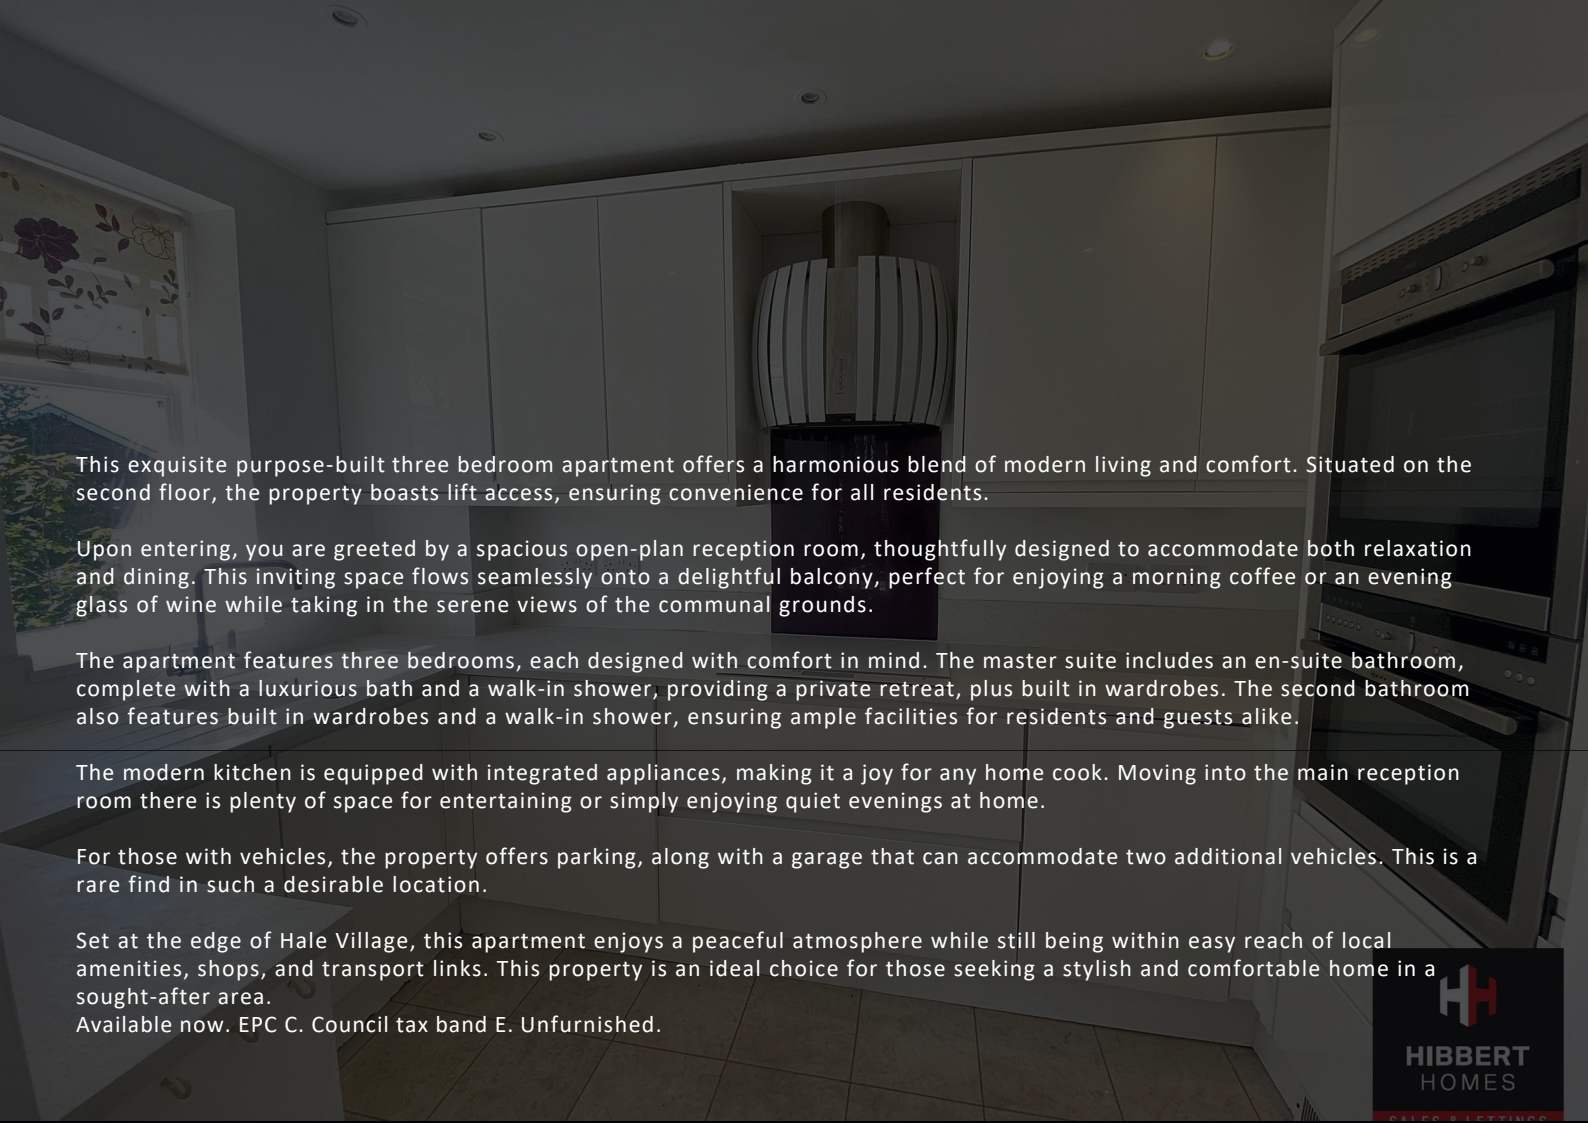 This exquisite purpose-built three bedroom apartment offers a harmonious blend of modern living and comfort. Situated on the
second floor, the property boasts lift access, ensuring convenience for all residents.
Upon entering, you are greeted by a spacious open-plan reception room, thoughtfully designed to accommodate both relaxation
and dining. This inviting space flows seamlessly onto a delightful balcony, perfect for enjoying a morning coffee or an evening
glass of wine while taking in the serene views of the communal grounds.
The apartment features three bedrooms, each designed with comfort in mind. The master suite includes an en-suite bathroom,
complete with a luxurious bath and a walk-in shower, providing a private retreat, plus built in wardrobes. The second bathroom
also features built in wardrobes and a walk-in shower, ensuring ample facilities for residents and guests alike.
The modern kitchen is equipped with integrated appliances, making it a joy for any home cook. Moving into the main reception
room there is plenty of space for entertaining or simply enjoying quiet evenings at home.
For those with vehicles, the property offers parking, along with a garage that can accommodate two additional vehicles. This is a
rare find in such a desirable location.
Set at the edge of Hale Village, this apartment enjoys a peaceful atmosphere while still being within easy reach of local
amenities, shops, and transport links. This property is an ideal choice for those seeking a stylish and comfortable home in a
sought-after area.
Available now. EPC C. Council tax band E. Unfurnished.
HIBBERT
HOMES
SALES & LETTINGS